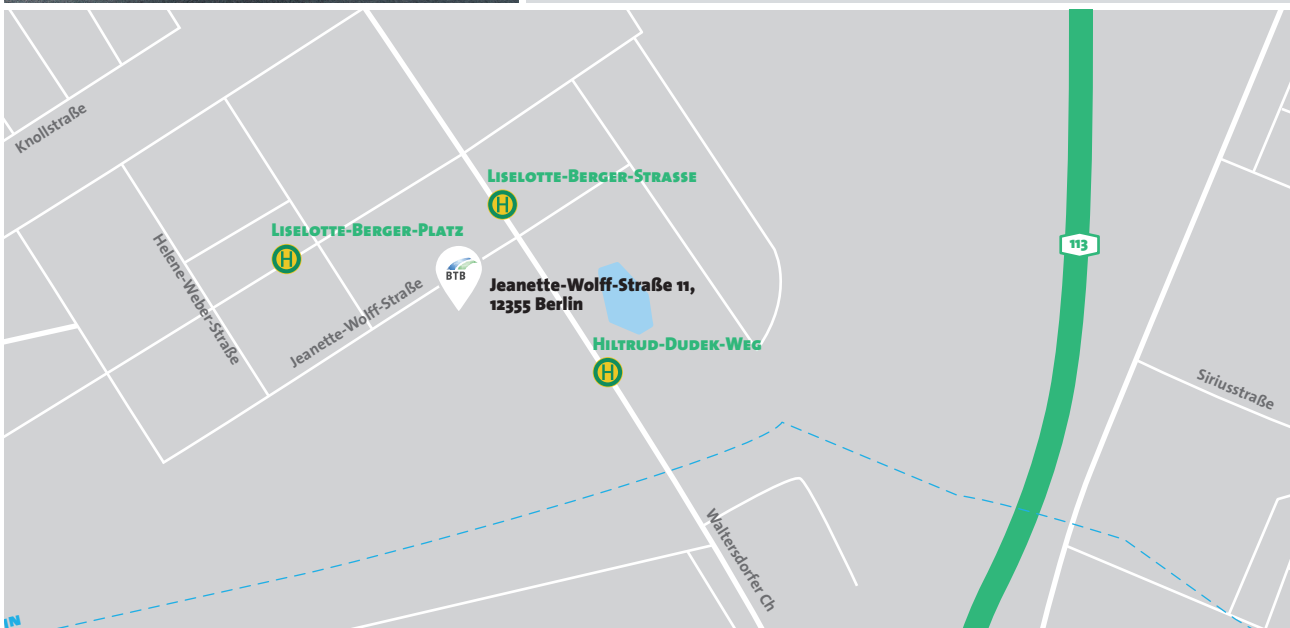 Knollstraße
LISELOTTE-BERGER-STRASSE
H
LISELOTTE-BERGER-PLATZ
H
113
BTB
Helene-Weber-Straße
Jeanette-Wolff-Straße
Jeanette-Wolff-Straße 11,
12355 Berlin
HILTRUD-DUDEK-WEG
H
Siriusstraße
Waltersdorfer Ch
IN